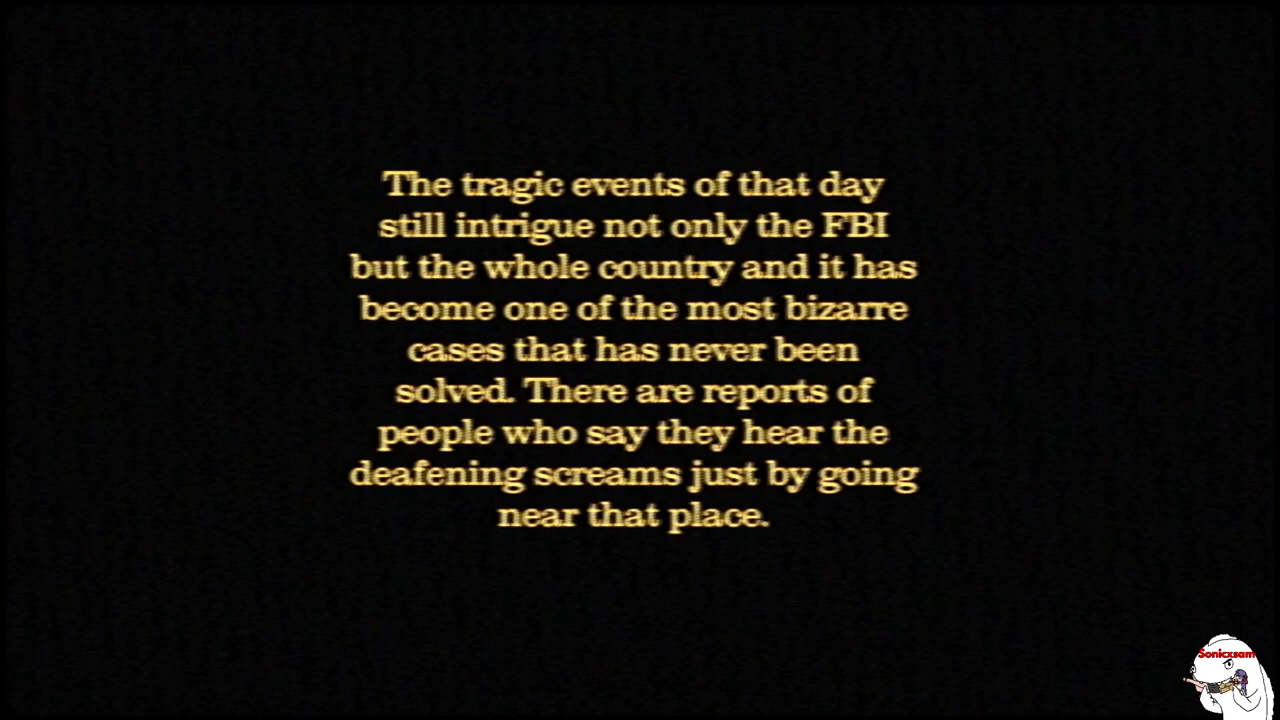 The tragic events of that day
still intrigue not only the FBI
but the whole country and it has
become one of the most bizarre
cases that has never been
solved. There are reports of
people who say they hear the
deafening screams just by going
near that place.
Sonicxsam